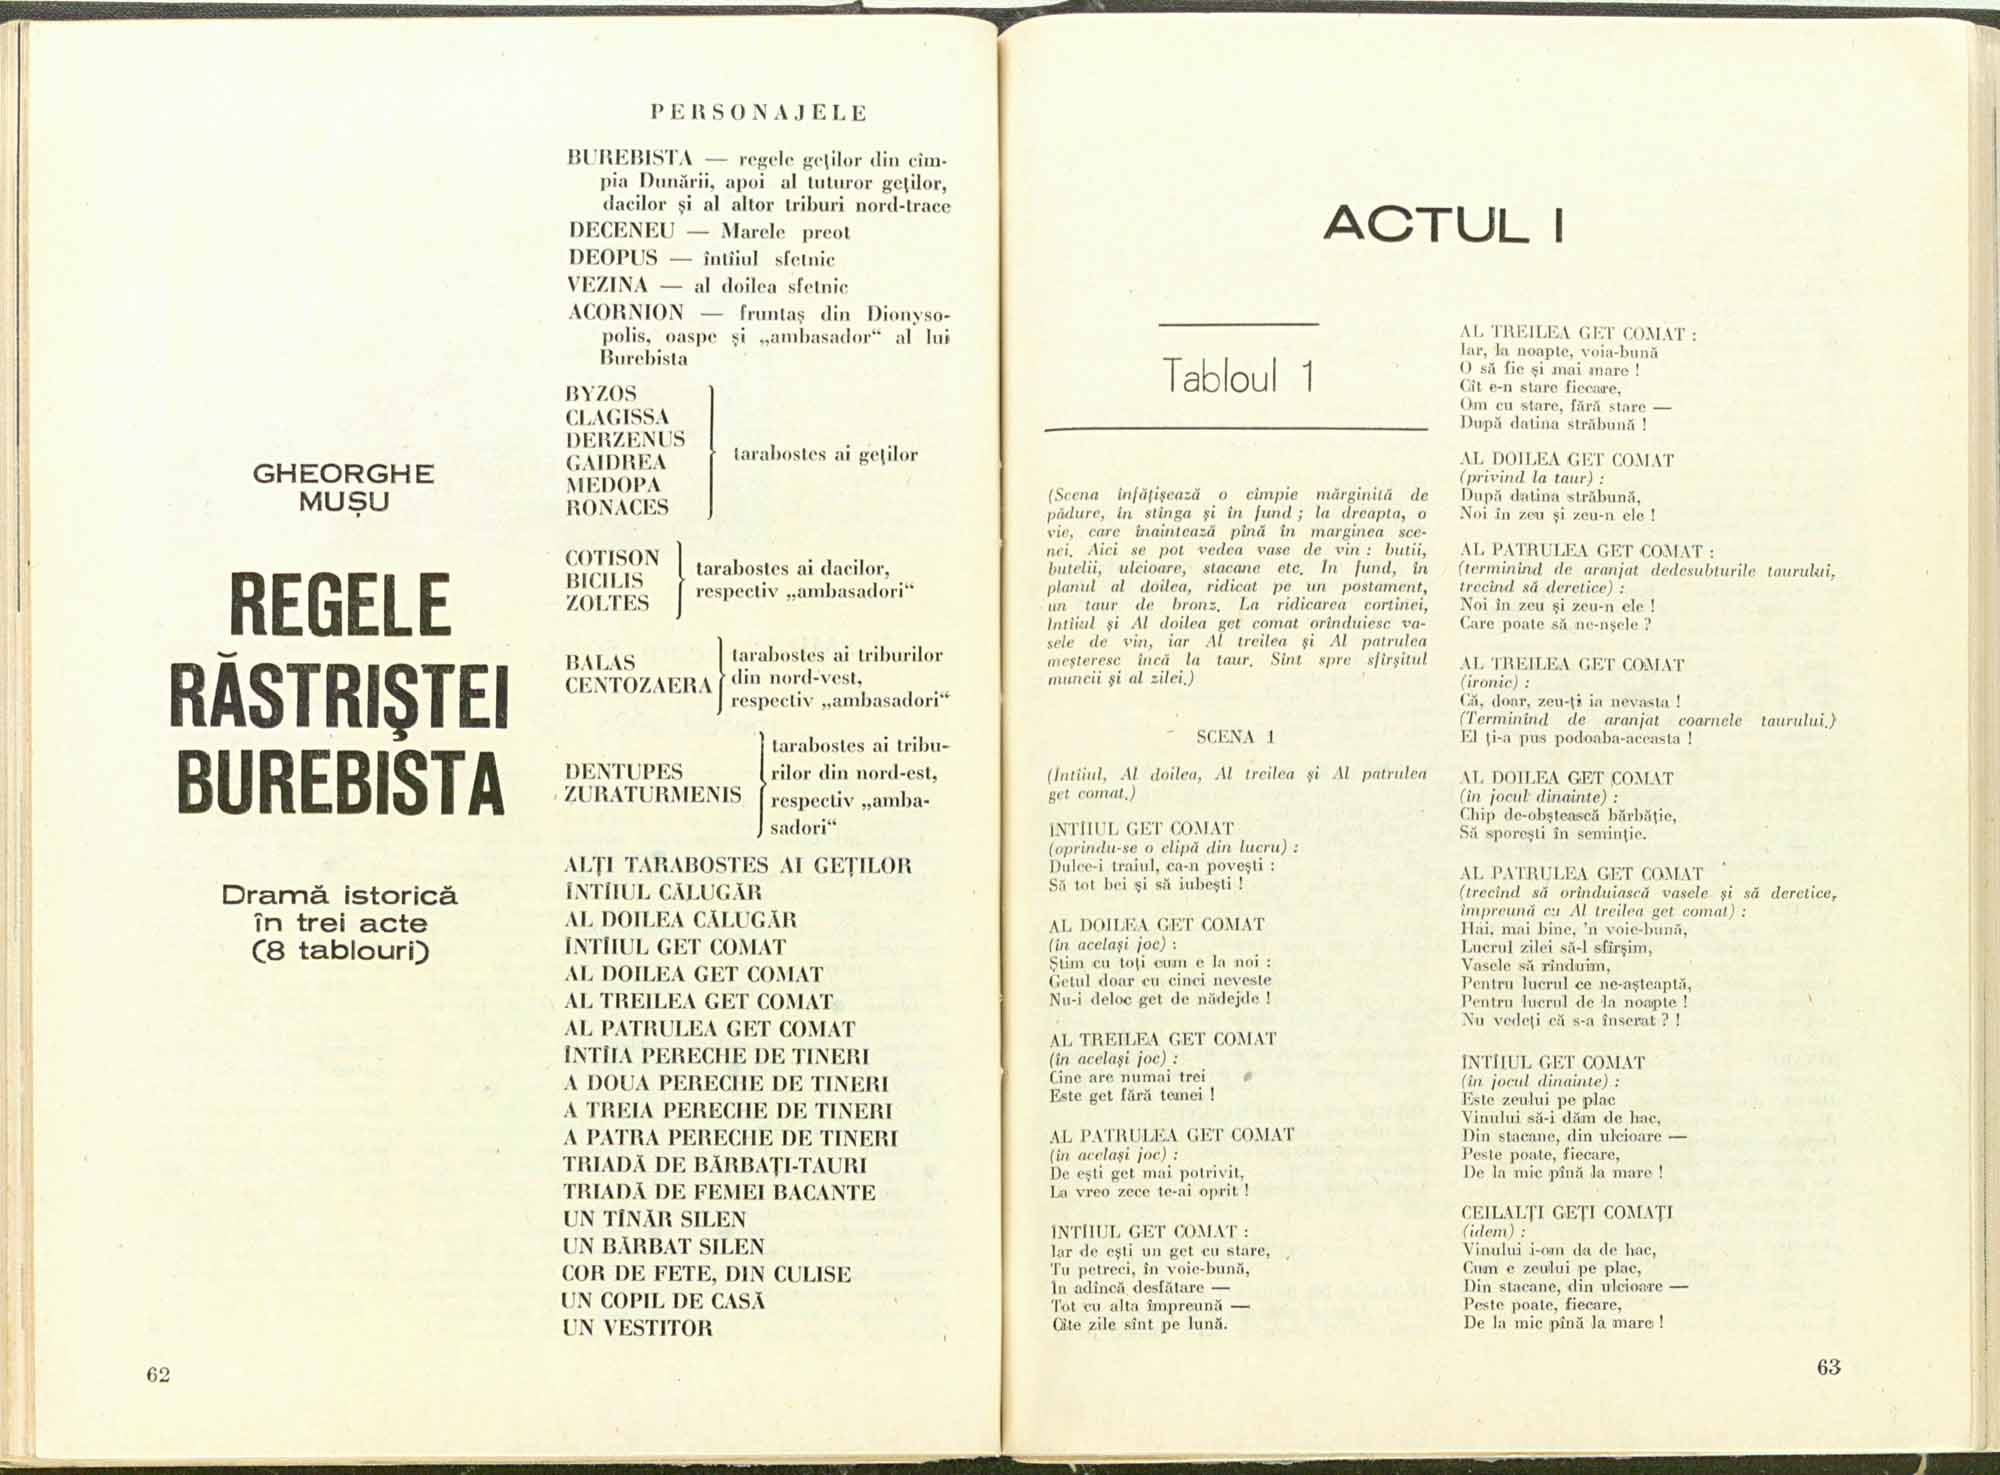 GHEORGHE
MUȘU
REGELE
RĂSTRIȘTEI
BUREBISTA
Dramă istorică
în trei acte
(8 tablouri)
PERSONAJELE
BUREBISTA — regele geților din cîm-
pia Dunării, apoi al tuturor geților,
dacilor și al altor triburi nord-trace
DECENEU — Marele preot
DEOPUS — întîiul sfetnic
VEZINA — al doilea sfetnic
ACORNION — fruntaș din Dionyso-
polis, oaspe și „ambasador“ al lui
Burebista
BYZOS
CLAGISSA
DERZENUS
GAIDREA
MEDOPA
RONACES
tarabostes ai geților
COTISON
BICILIS
ZOLTES
tarabostes ai dacilor,
respectiv „ambasadori“
BALAS
CENTOZAERA
tarabostes ai triburilor
din nord-vest,
respectiv „ambasadori“
DENTUPES
ZURATURMENIS
tarabostes ai tribu-
rilor din nord-est,
respectiv „amba-
sadori“
ALȚI TARABOSTES AI GEȚILOR
ÎNTÎIUL CĂLUGĂR
AL DOILEA CĂLUGĂR
ÎNTÎIUL GET COMAT
AL DOILEA GET COMAT
AL TREILEA GET COMAT
AL PATRULEA GET COMAT
ÎNTÎIA PERECHE DE TINERI
A DOUA PERECHE DE TINERI
A TREIA PERECHE DE TINERI
A PATRA PERECHE DE TINERI
TRIADĂ DE BĂRBAȚI-TAURI
TRIADĂ DE FEMEI BACANTE
UN TÎNĂR SILEN
UN BĂRBAT SILEN
COR DE FETE, DIN CULISE
UN COPIL DE CASĂ
UN VESTITOR
62
ACTUL I
Tabloul 1
(Scena înfățișează o cîmpie mărginită de
pădure, în stînga și în fund ; la dreapta, o
vie, care înaintează pînă în marginea sce-
nei. Aici se pot vedea vase de vin : butii,
butelii, ulcioare, stacane etc. In fund, în
planul al doilea, ridicat pe un postament,
un taur de bronz. La ridicarea cortinei,
Intîiul și Al doilea get comat orînduiesc va-
sele de vin, iar Al treilea și Al patrulea
meșteresc încă la taur. Sînt spre sfîrșitul
muncii și al zilei.)
SCENA 1
(Intîiul, Al doilea, Al treilea și Al patrulea
get comat.)
ÎNTÎIUL GET COMAT
(oprindu-se o clipă din lucru) :
Dulce-i traiul, ca-n povești :
Să tot bei și să iubești !
AL DOILEA GET COMAT
(în același joc) :
Știm cu toți cum e la noi :
Getul doar cu cinci neveste
Nu-i deloc get de nădejde !
AL TREILEA GET COMAT
(în același joc) :
Cine are numai trei
Este get fără temei !
AL PATRULEA GET COMAT
(în același joc) :
De ești get mai potrivit,
La vreo zece te-ai oprit !
ÎNTÎIUL GET COMAT :
Iar de ești un get cu stare,
Tu petreci, în voie-bună,
În adîncă desfătare —
Tot cu alta împreună —
Cîte zile sînt pe lună.
AL TREILEA GET COMAT :
Iar, la noapte, voia-bună
O să fie și mai mare !
Cît e-n stare fiecare,
Om cu stare, fără stare —
După datina străbună !
AL DOILEA GET COMAT
(privind la taur) :
După datina străbună,
Noi în zeu și zeu-n ele !
AL PATRULEA GET COMAT :
(terminînd de aranjat dedesubturile taurului,
trecînd să deretice) :
Noi în zeu și zeu-n ele !
Care poate să ne-nșele ?
AL TREILEA GET COMAT
(ironic) :
Că, doar, zeu-ți ia nevasta !
(Terminînd de aranjat coarnele taurului.)
El ți-a pus podoaba-aceasta !
AL DOILEA GET COMAT
(în jocul dinainte) :
Chip de-obștească bărbăție,
Să sporești în seminție.
AL PATRULEA GET COMAT
(trecînd să orînduiască vasele și să deretice,
împreună cu Al treilea get comat) :
Hai, mai bine, 'n voie-bună,
Lucrul zilei să-l sfîrșim,
Vasele să rînduim,
Pentru lucrul ce ne-așteaptă,
Pentru lucrul de la noapte !
Nu vedeți că s-a înserat ? !
ÎNTÎIUL GET COMAT
(în jocul dinainte) :
Este zeului pe plac
Vinului să-i dăm de hac,
Din stacane, din ulcioare —
Peste poate, fiecare,
De la mic pînă la mare !
CEILALȚI GEȚI COMAȚI
(idem) :
Vinului i-om da de hac,
Cum e zeului pe plac,
Din stacane, din ulcioare —
Peste poate, fiecare,
De la mic pînă la mare !
63